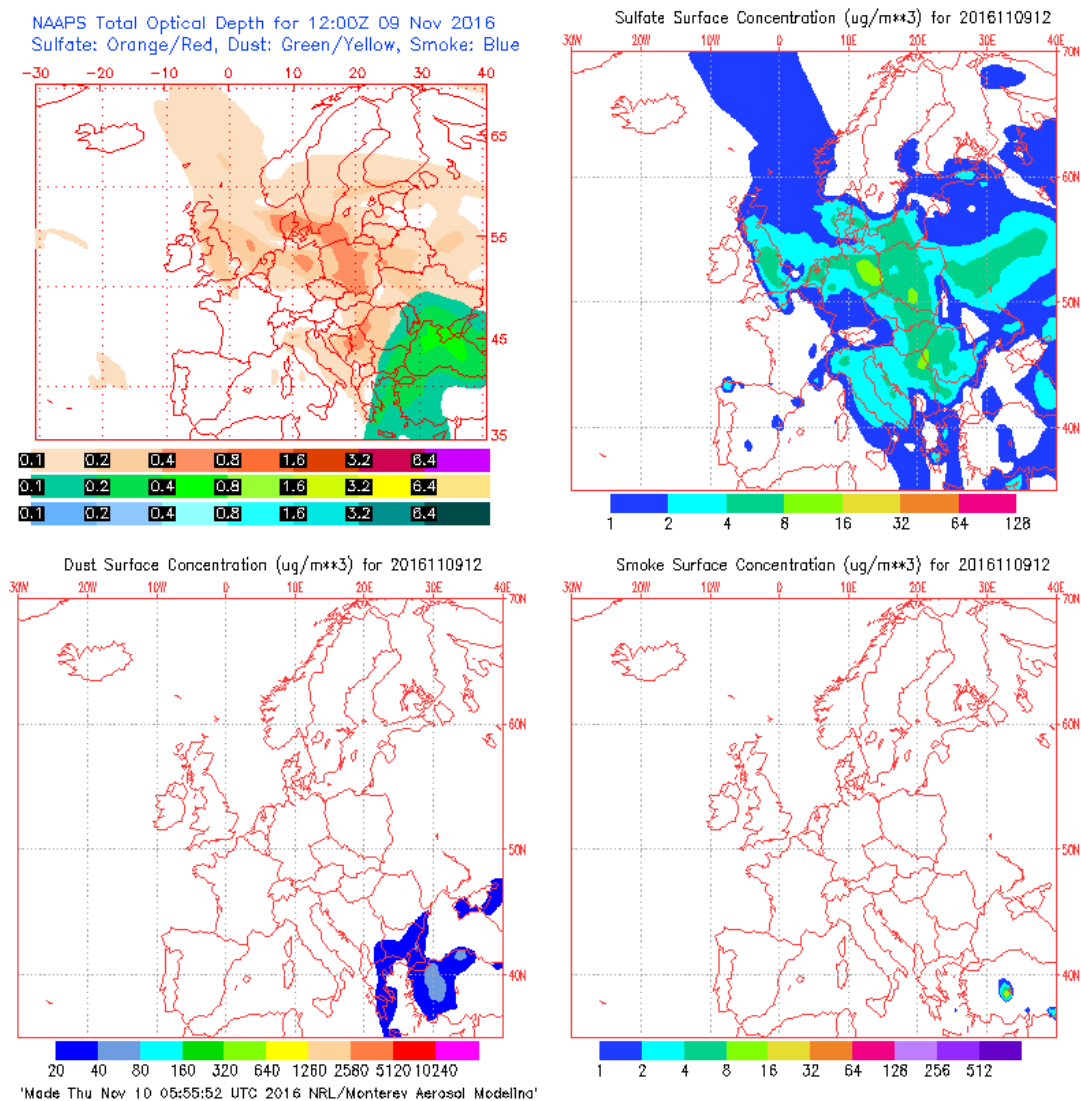 NAAPS Total Optical Depth for 12:00Z 09 Nov 2016
Sulfate: Orange/Red, Dust: Green/Yellow, Smoke: Blue
-30 -20 -10 0 10 20 30 40
65
55
45
35
0.1 0.2 0.4 0.8 1.6 3.2 6.4
0.1 0.2 0.4 0.8 1.6 3.2 6.4
0.1 0.2 0.4 0.8 1.6 3.2 6.4
Sulfate Surface Concentration (ug/m**3) for 2016110912
30W 20W 10W 0 10E 20E 30E 40E
70N
60N
50N
40N
1 2 4 8 16 32 64 128
Dust Surface Concentration (ug/m**3) for 2016110912
30W 20W 10W 0 10E 20E 30E 40E
70N
60N
50N
40N
20 40 80 160 320 640 1280 2580 5120 10240
'Made Thu Nov 10 05:55:52 UTC 2016 NRL/Monterey Aerosol Modeling'
Smoke Surface Concentration (ug/m**3) for 2016110912
30W 20W 10W 0 10E 20E 30E 40E
70N
60N
50N
40N
1 2 4 8 16 32 64 128 256 512